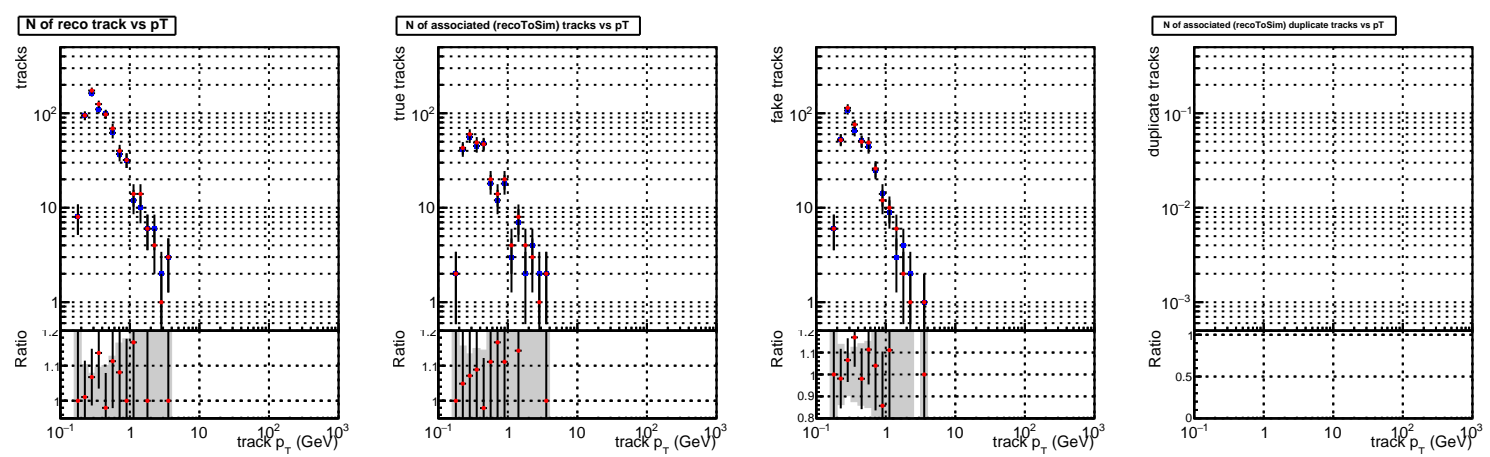 N of reco track vs pT
tracks
10²
10
1
Ratio
1.2
1.1
1
10⁻¹ 1 10 10² 10³
track p_T (GeV)
N of associated (recoToSim) tracks vs pT
true tracks
10²
10
1
Ratio
1.2
1.1
1
10⁻¹ 1 10 10² 10³
track p_T (GeV)
fake tracks
10²
10
1
Ratio
1.2
1.1
1
0.9
0.8
10⁻¹ 1 10 10² 10³
track p_T (GeV)
N of associated (recoToSim) duplicate tracks vs pT
duplicate tracks
10⁻¹
10⁻²
10⁻³
Ratio
1
0.5
0
10⁻¹ 1 10 10² 10³
track p_T (GeV)